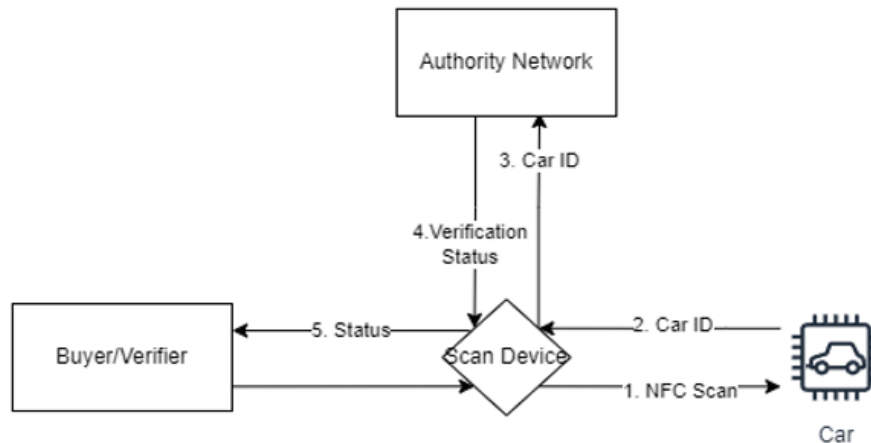 Authority Network
3. Car ID
4.Verification
Status
5. Status
2. Car ID
Buyer/Verifier
Scan Device
1. NFC Scan
Car